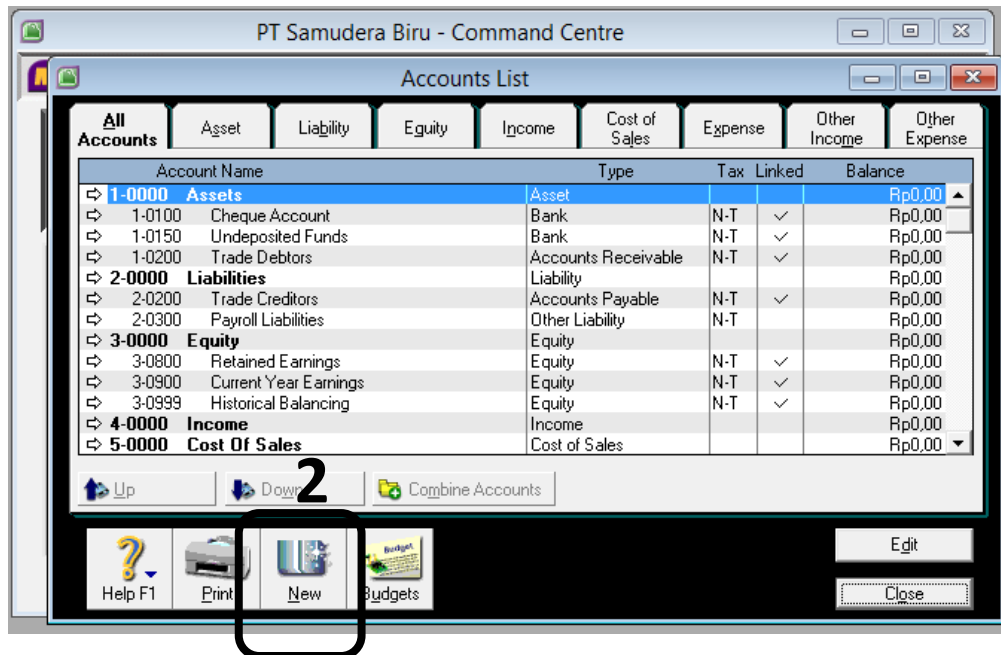 PT Samudera Biru - Command Centre
Accounts List
All Accounts Asset Liability Equity Income Cost of Sales Expense Other Income Other Expense
Account Name Type Tax Linked Balance
1-0000 Assets Asset Rp0,00
1-0100 Cheque Account Bank N-T ✓ Rp0,00
1-0150 Undeposited Funds Bank N-T ✓ Rp0,00
1-0200 Trade Debtors Accounts Receivable N-T ✓ Rp0,00
2-0000 Liabilities Liability Rp0,00
2-0200 Trade Creditors Accounts Payable N-T ✓ Rp0,00
2-0300 Payroll Liabilities Other Liability N-T Rp0,00
3-0000 Equity Equity Rp0,00
3-0800 Retained Earnings Equity N-T ✓ Rp0,00
3-0900 Current Year Earnings Equity N-T ✓ Rp0,00
3-0999 Historical Balancing Equity N-T ✓ Rp0,00
4-0000 Income Income Rp0,00
5-0000 Cost Of Sales Cost of Sales Rp0,00
2
Up Down Combine Accounts
Budget
Edit
Help F1 Print New Budgets Close